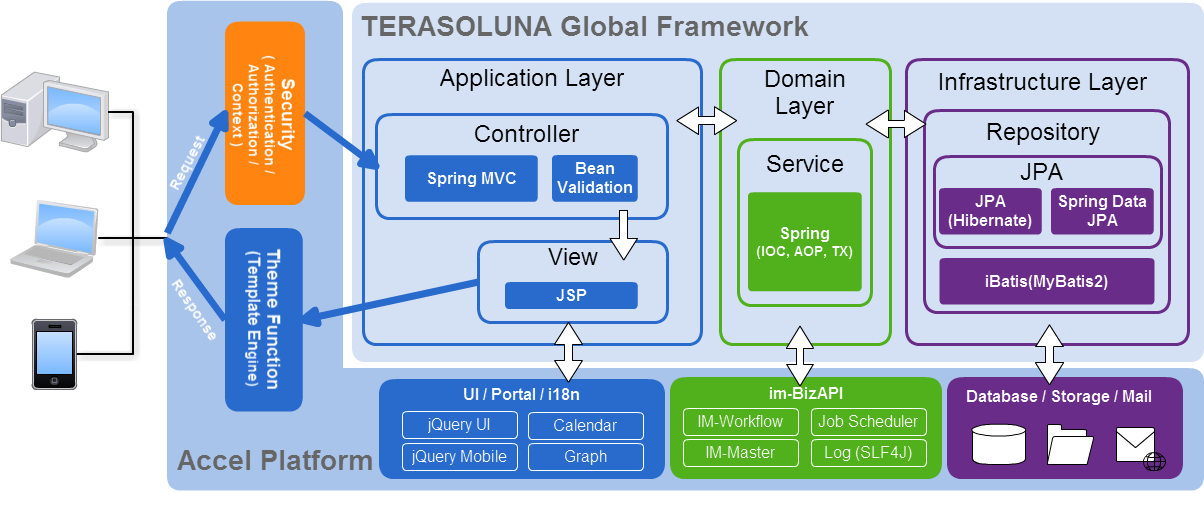 TERASOLUNA Global Framework
Security
( Authentication /
Authorization /
Context )
Request
Response
Theme Function
(Template Engine)
Application Layer
Controller
Spring MVC
Bean
Validation
View
JSP
Domain
Layer
Service
Spring
(IOC, AOP, TX)
Infrastructure Layer
Repository
JPA
JPA
(Hibernate)
Spring Data
JPA
iBatis(MyBatis2)
Accel Platform
UI / Portal / i18n
jQuery UI
Calendar
jQuery Mobile
Graph
im-BizAPI
IM-Workflow
Job Scheduler
IM-Master
Log (SLF4J)
Database / Storage / Mail